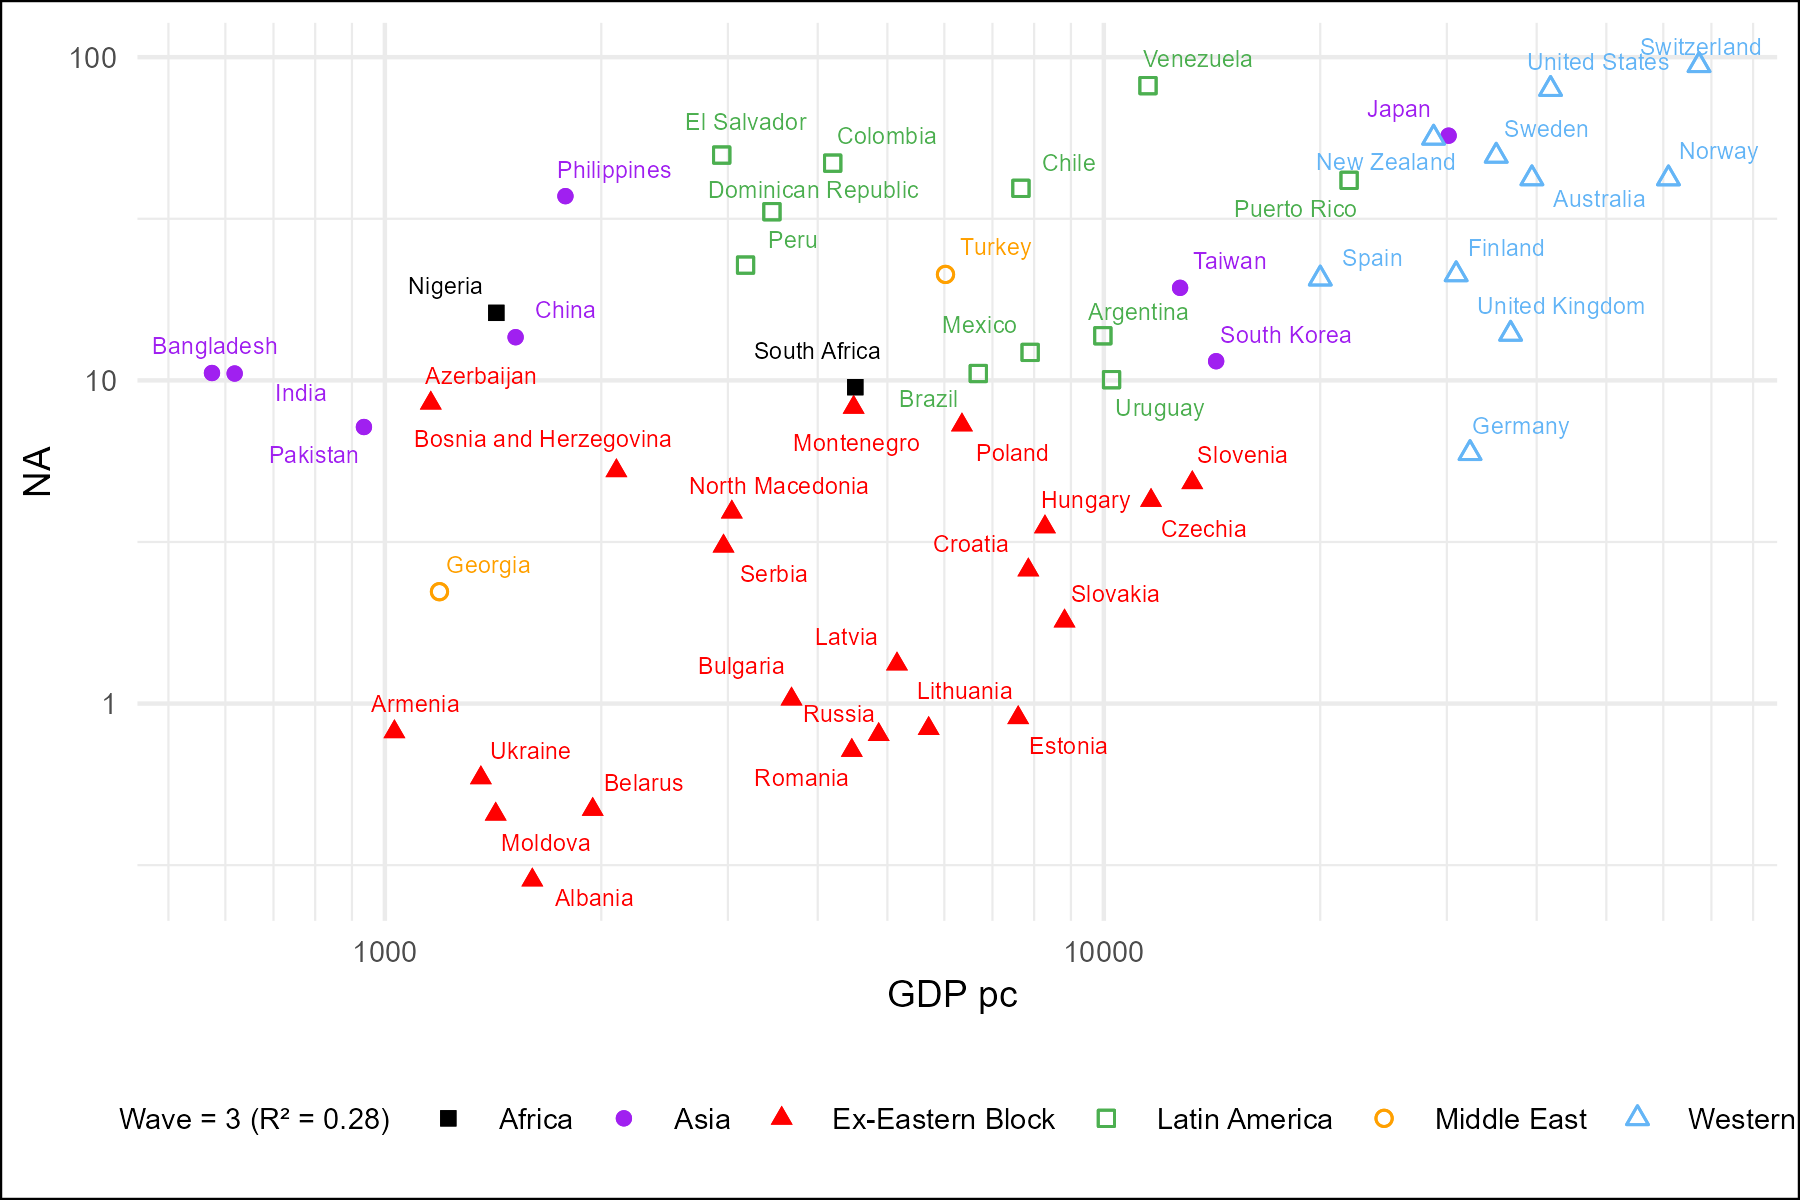 100
10
1
NA
Switzerland
Venezuela
United States
Japan
El Salvador
Sweden
Colombia
Norway
New Zealand
Chile
Philippines
Dominican Republic
Australia
Puerto Rico
Peru
Turkey
Finland
Spain
Taiwan
Nigeria
United Kingdom
China
Argentina
Mexico
South Korea
Bangladesh
South Africa
Azerbaijan
India
Brazil
Uruguay
Germany
Bosnia and Herzegovina
Montenegro
Poland
Pakistan
Slovenia
North Macedonia
Hungary
Czechia
Croatia
Georgia
Serbia
Slovakia
Latvia
Bulgaria
Lithuania
Armenia
Russia
Estonia
Ukraine
Romania
Belarus
Moldova
Albania
1000 10000
GDP pc
Wave = 3 (R² = 0.28) Africa Asia Ex-Eastern Block Latin America Middle East Western